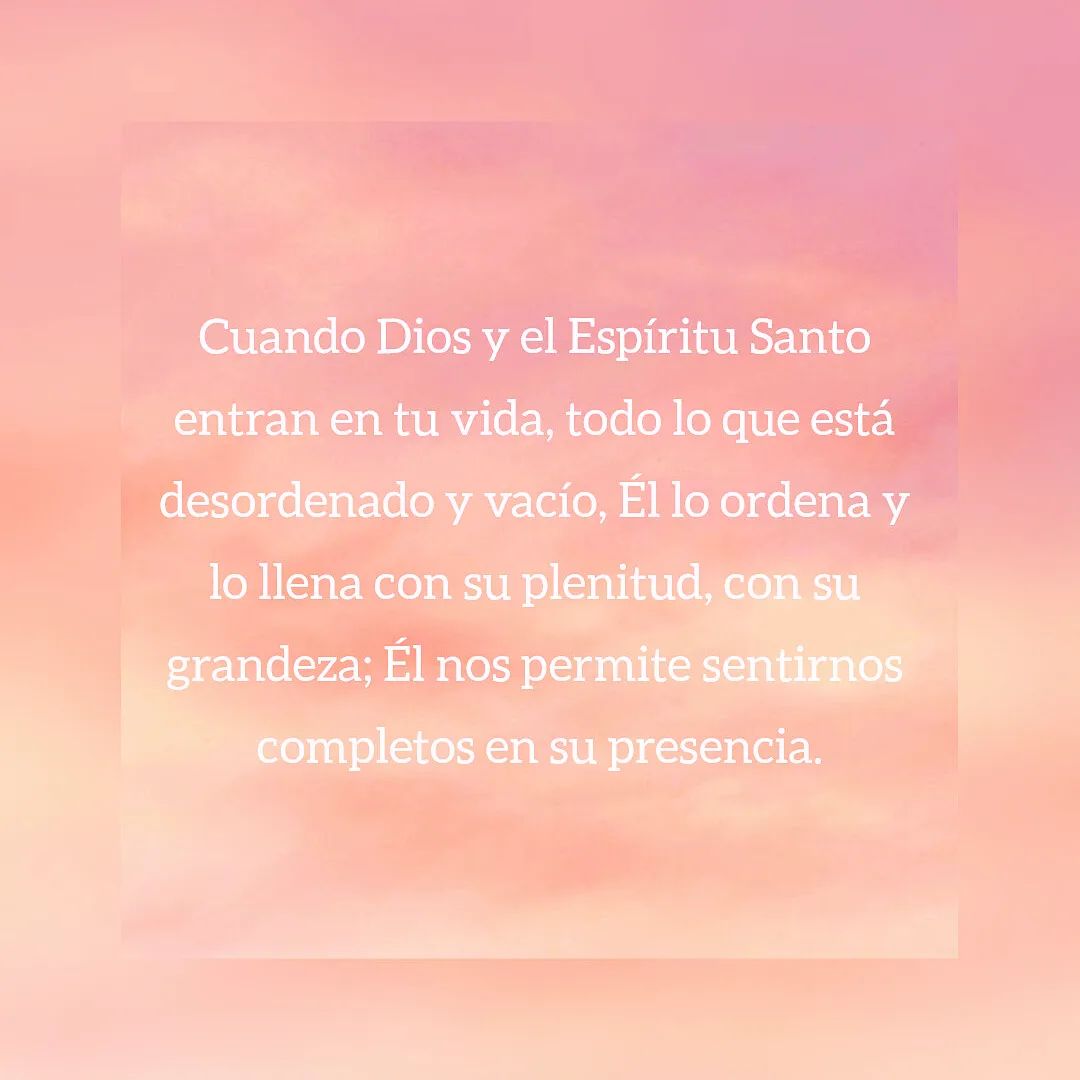 Cuando Dios y el Espíritu Santo
entran en tu vida, todo lo que está
desordenado y vacío, Él lo ordena y
lo llena con su plenitud, con su
grandeza; Él nos permite sentirnos
completos en su presencia.